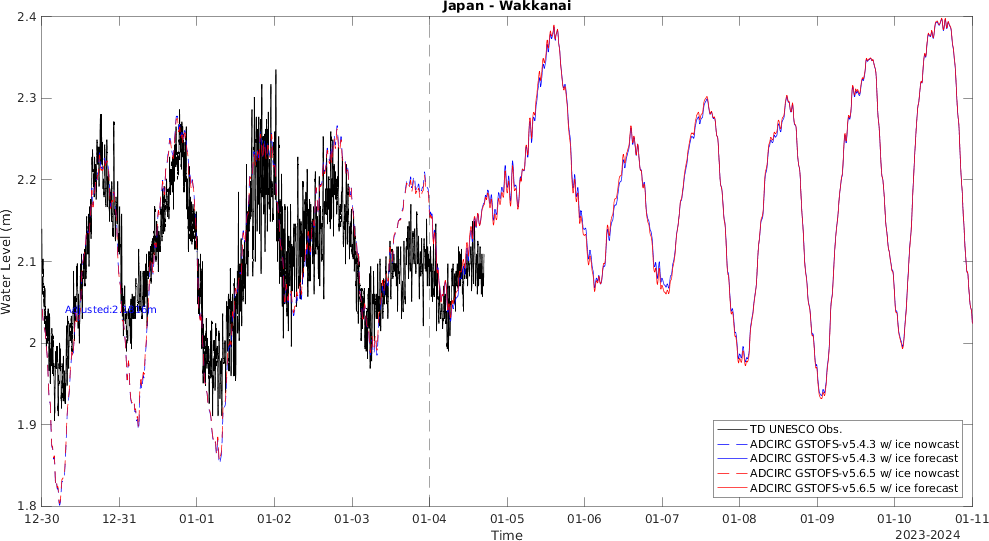 Japan - Wakkanai
Water Level (m)
2.4
2.3
2.2
2.1
2
1.9
1.8
TD UNESCO Obs.
ADCIRC GSTOFS-v5.4.3 w/ ice nowcast
ADCIRC GSTOFS-v5.4.3 w/ ice forecast
ADCIRC GSTOFS-v5.6.5 w/ ice nowcast
ADCIRC GSTOFS-v5.6.5 w/ ice forecast
12-30 12-31 01-01 01-02 01-03 01-04 01-05 01-06 01-07 01-08 01-09 01-10 01-11
Time
2023-2024